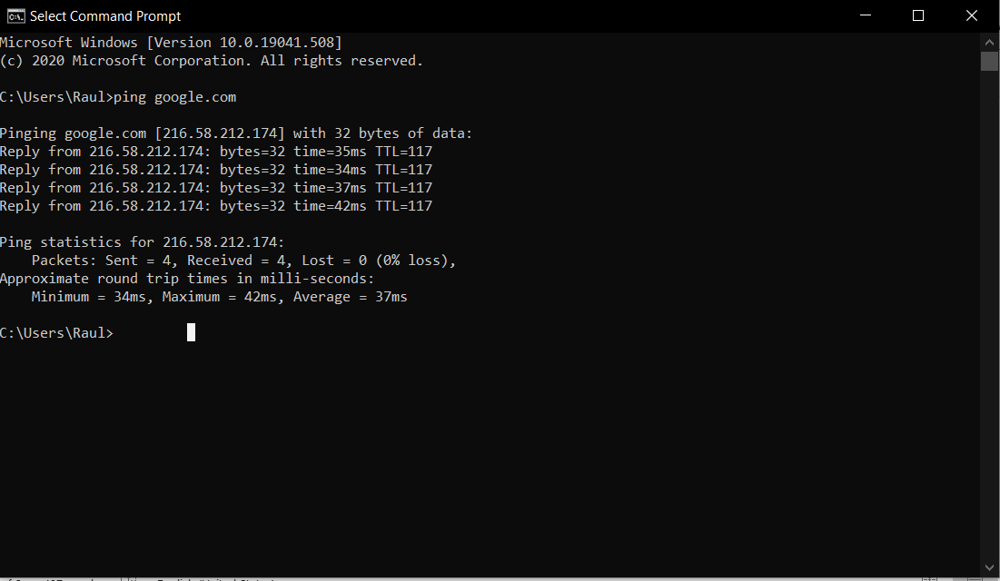 Select Command Prompt
Microsoft Windows [Version 10.0.19041.508]
(c) 2020 Microsoft Corporation. All rights reserved.
C:\Users\Raul>ping google.com
Pinging google.com [216.58.212.174] with 32 bytes of data:
Reply from 216.58.212.174: bytes=32 time=35ms TTL=117
Reply from 216.58.212.174: bytes=32 time=34ms TTL=117
Reply from 216.58.212.174: bytes=32 time=37ms TTL=117
Reply from 216.58.212.174: bytes=32 time=42ms TTL=117
Ping statistics for 216.58.212.174:
Packets: Sent = 4, Received = 4, Lost = 0 (0% loss),
Approximate round trip times in milli-seconds:
Minimum = 34ms, Maximum = 42ms, Average = 37ms
C:\Users\Raul>